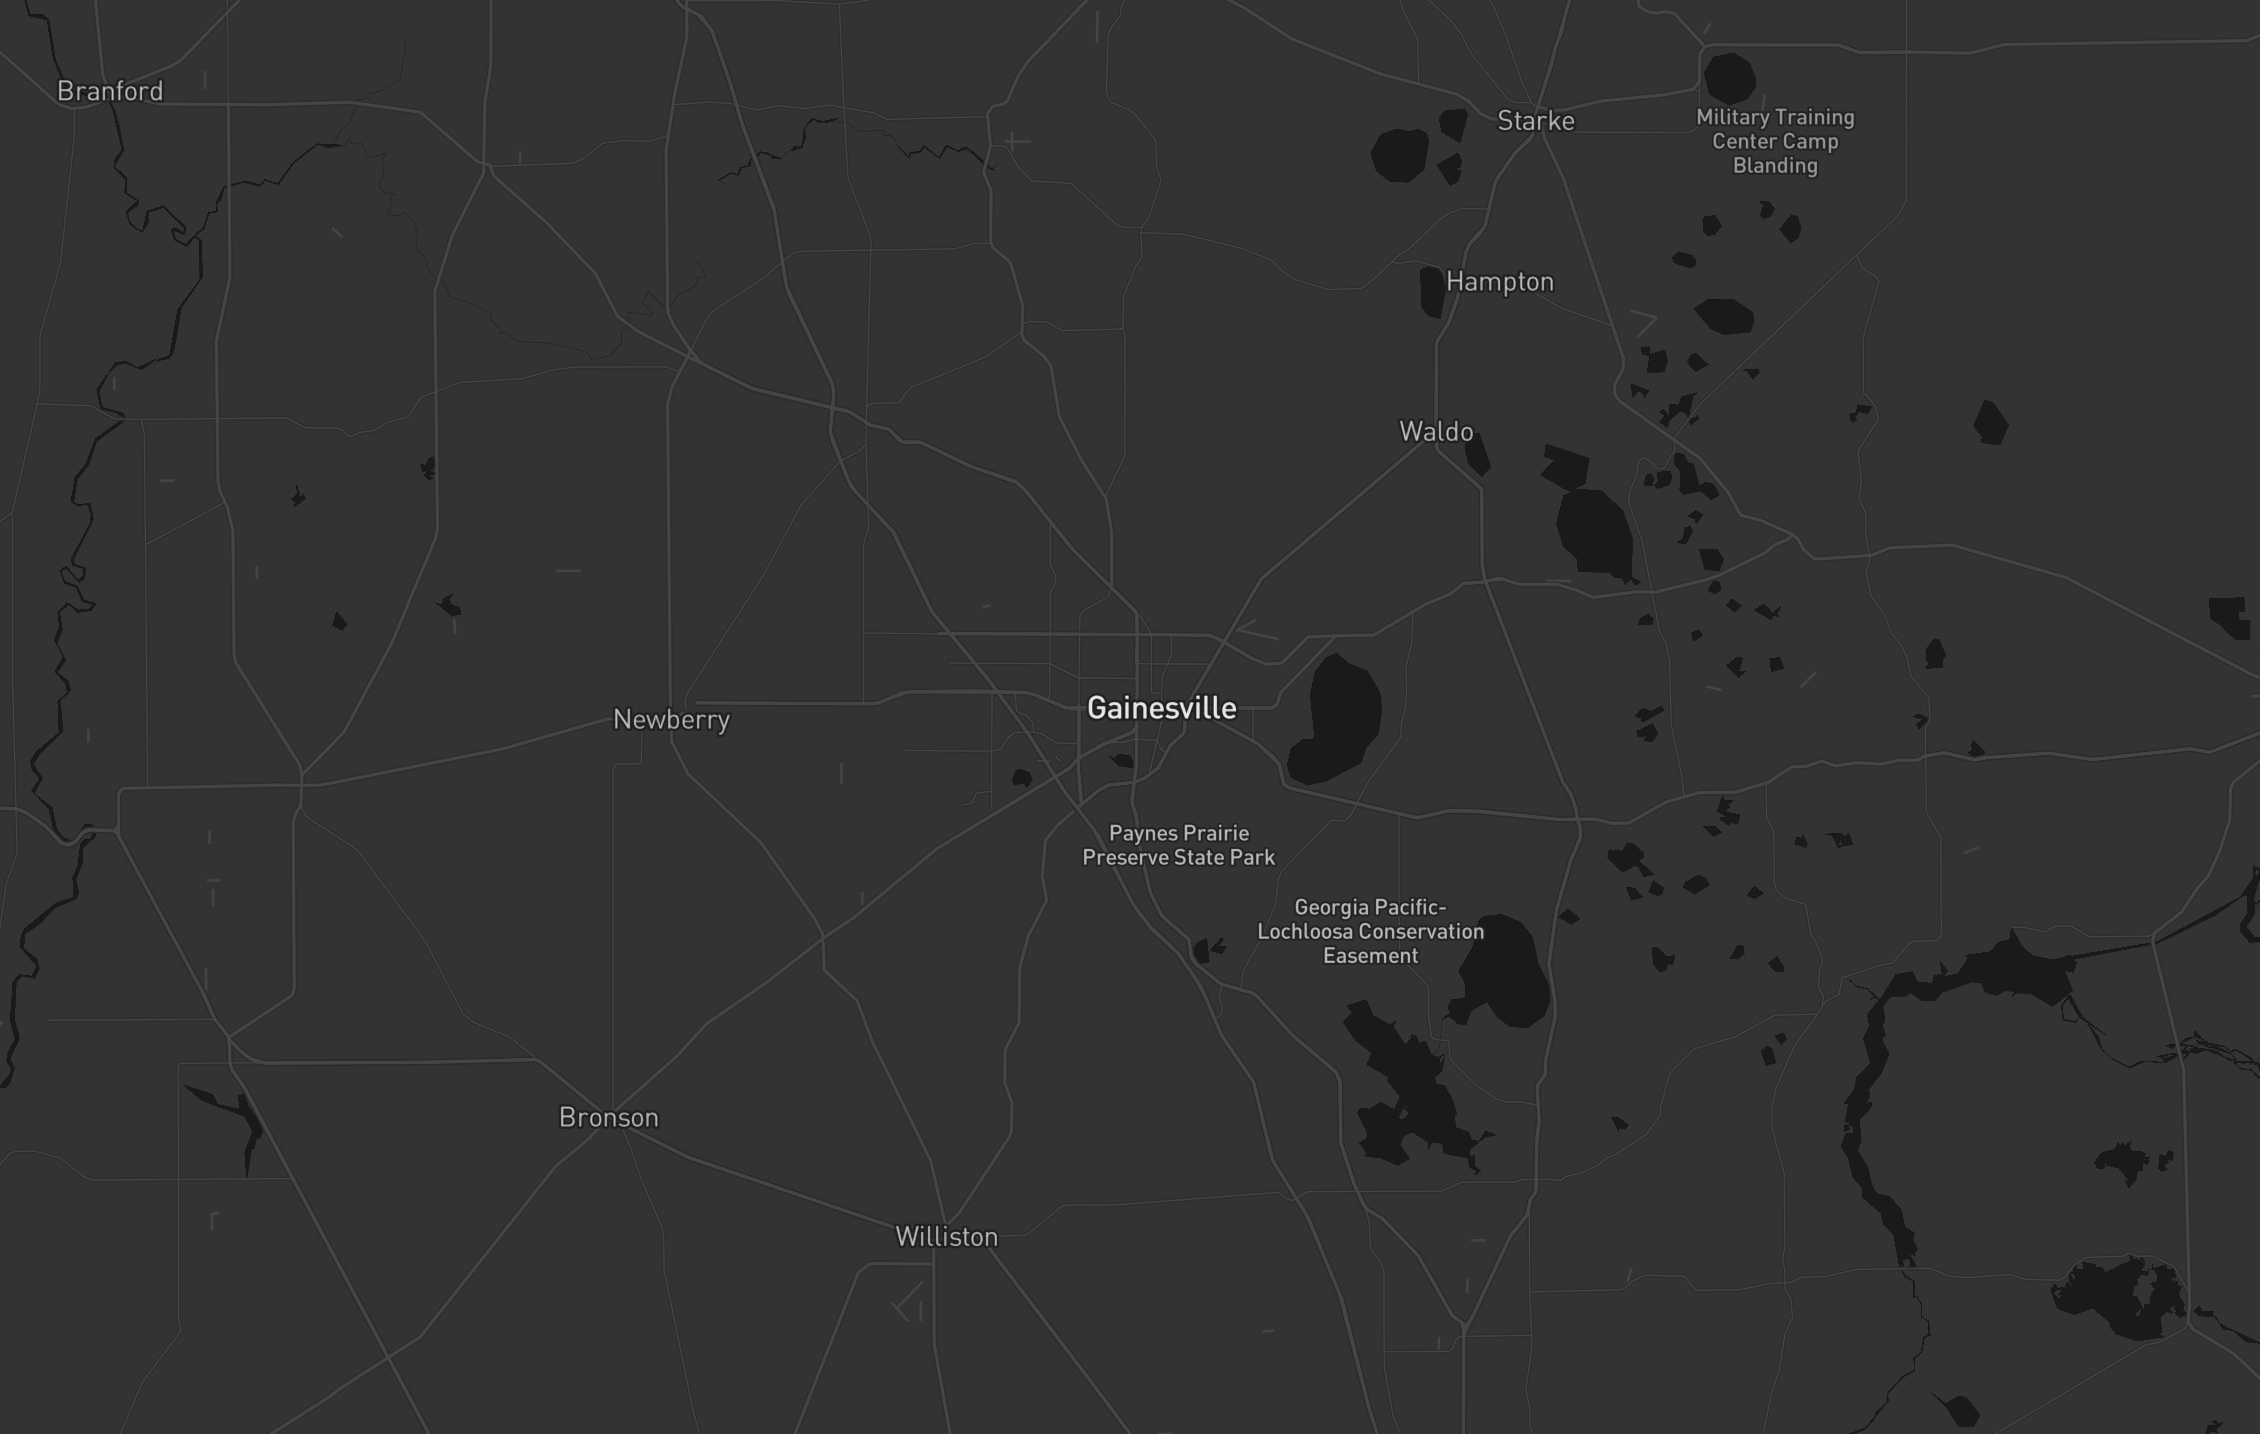 Branford
Starke
Military Training
Center Camp
Blanding
Hampton
Waldo
Gainesville
Newberry
Paynes Prairie
Preserve State Park
Georgia Pacific-
Lochloosa Conservation
Easement
Bronson
Williston